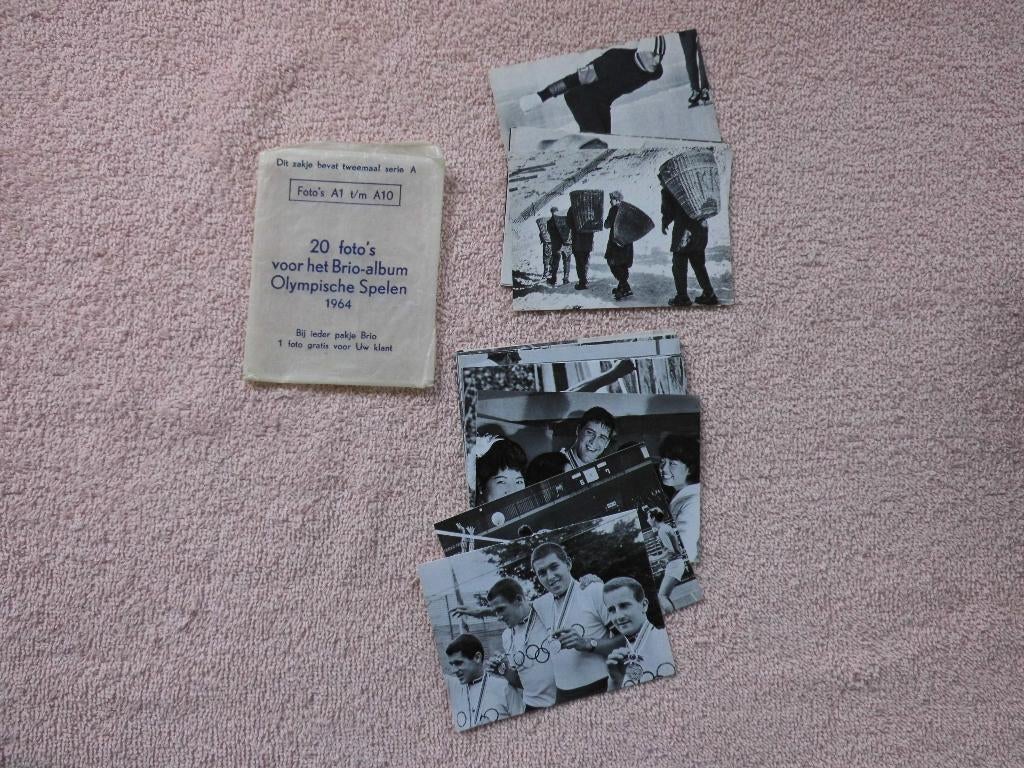 Dit zakje bevat tweemaal serie A
Foto's A1 t/m A10
20 foto's
voor het Brio-album
Olympische Spelen
1964
Bij ieder pakje Brio
1 foto gratis voor Uw klant